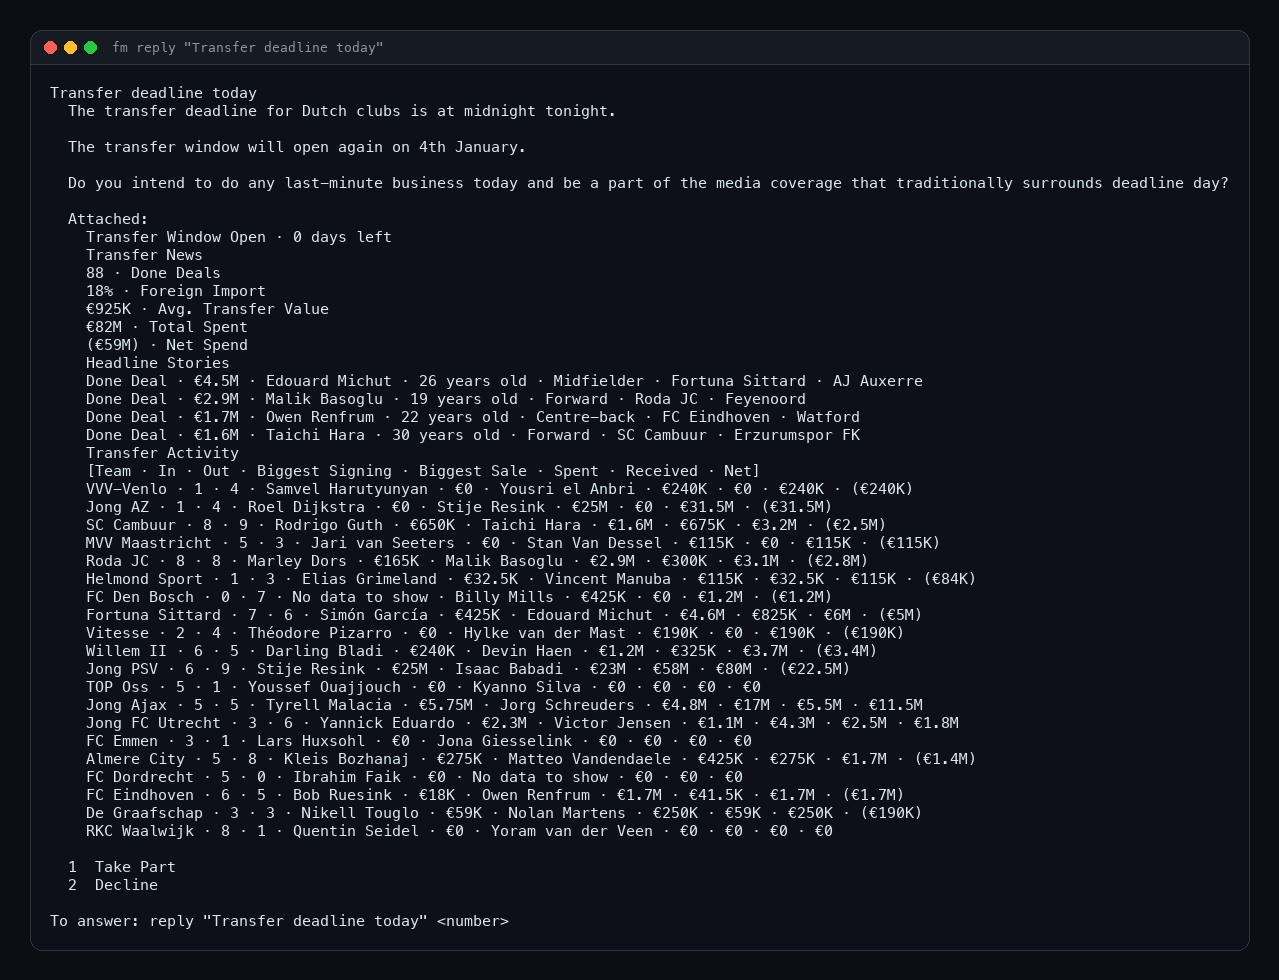 fm reply "Transfer deadline today"
Transfer deadline today
The transfer deadline for Dutch clubs is at midnight tonight.
The transfer window will open again on 4th January.
Do you intend to do any last−minute business today and be a part of the media coverage that traditionally surrounds deadline day?
Attached:
Transfer Window Open · 0 days left
Transfer News
88 · Done Deals
18% · Foreign Import
€925K · Avg. Transfer Value
€82M · Total Spent
(€59M) · Net Spend
Headline Stories
Done Deal · €4.5M · Edouard Michut · 26 years old · Midfielder · Fortuna Sittard · AJ Auxerre
Done Deal · €2.9M · Malik Basoglu · 19 years old · Forward · Roda JC · Feyenoord
Done Deal · €1.7M · Owen Renfrum · 22 years old · Centre−back · FC Eindhoven · Watford
Done Deal · €1.6M · Taichi Hara · 30 years old · Forward · SC Cambuur · Erzurumspor FK
Transfer Activity
[Team · In · Out · Biggest Signing · Biggest Sale · Spent · Received · Net]
VVV−Venlo · 1 · 4 · Samvel Harutyunyan · €0 · Yousri el Anbri · €240K · €0 · €240K · (€240K)
Jong AZ · 1 · 4 · Roel Dijkstra · €0 · Stije Resink · €25M · €0 · €31.5M · (€31.5M)
SC Cambuur · 8 · 9 · Rodrigo Guth · €650K · Taichi Hara · €1.6M · €675K · €3.2M · (€2.5M)
MVV Maastricht · 5 · 3 · Jari van Seeters · €0 · Stan Van Dessel · €115K · €0 · €115K · (€115K)
Roda JC · 8 · 8 · Marley Dors · €165K · Malik Basoglu · €2.9M · €300K · €3.1M · (€2.8M)
Helmond Sport · 1 · 3 · Elias Grimeland · €32.5K · Vincent Manuba · €115K · €32.5K · €115K · (€84K)
FC Den Bosch · 0 · 7 · No data to show · Billy Mills · €425K · €0 · €1.2M · (€1.2M)
Fortuna Sittard · 7 · 6 · Simón García · €425K · Edouard Michut · €4.6M · €825K · €6M · (€5M)
Vitesse · 2 · 4 · Théodore Pizarro · €0 · Hylke van der Mast · €190K · €0 · €190K · (€190K)
Willem II · 6 · 5 · Darling Bladi · €240K · Devin Haen · €1.2M · €325K · €3.7M · (€3.4M)
Jong PSV · 6 · 9 · Stije Resink · €25M · Isaac Babadi · €23M · €58M · €80M · (€22.5M)
TOP Oss · 5 · 1 · Youssef Ouajjouch · €0 · Kyanno Silva · €0 · €0 · €0 · €0
Jong Ajax · 5 · 5 · Tyrell Malacia · €5.75M · Jorg Schreuders · €4.8M · €17M · €5.5M · €11.5M
Jong FC Utrecht · 3 · 6 · Yannick Eduardo · €2.3M · Victor Jensen · €1.1M · €4.3M · €2.5M · €1.8M
FC Emmen · 3 · 1 · Lars Huxsohl · €0 · Jona Giesselink · €0 · €0 · €0 · €0
Almere City · 5 · 8 · Kleis Bozhanaj · €275K · Matteo Vandendaele · €425K · €275K · €1.7M · (€1.4M)
FC Dordrecht · 5 · 0 · Ibrahim Faik · €0 · No data to show · €0 · €0 · €0
FC Eindhoven · 6 · 5 · Bob Ruesink · €18K · Owen Renfrum · €1.7M · €41.5K · €1.7M · (€1.7M)
De Graafschap · 3 · 3 · Nikell Touglo · €59K · Nolan Martens · €250K · €59K · €250K · (€190K)
RKC Waalwijk · 8 · 1 · Quentin Seidel · €0 · Yoram van der Veen · €0 · €0 · €0 · €0
1 Take Part
2 Decline
To answer: reply "Transfer deadline today" <number>